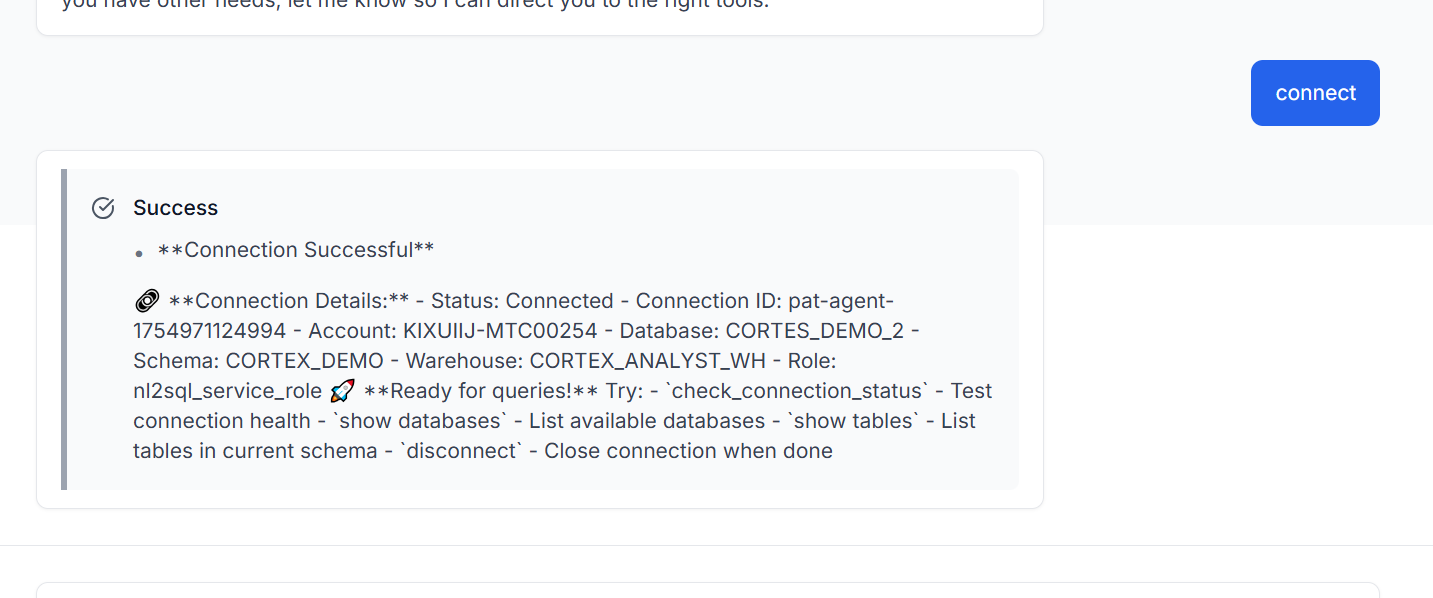 you have other needs, let me know so I can direct you to the right tools.
connect
Success
• **Connection Successful**
🔗 **Connection Details:** - Status: Connected - Connection ID: pat-agent-
1754971124994 - Account: KIXUIIJ-MTC00254 - Database: CORTES_DEMO_2 -
Schema: CORTEX_DEMO - Warehouse: CORTEX_ANALYST_WH - Role:
nl2sql_service_role 🚀 **Ready for queries!** Try: - `check_connection_status` - Test
connection health - `show databases` - List available databases - `show tables` - List
tables in current schema - `disconnect` - Close connection when done